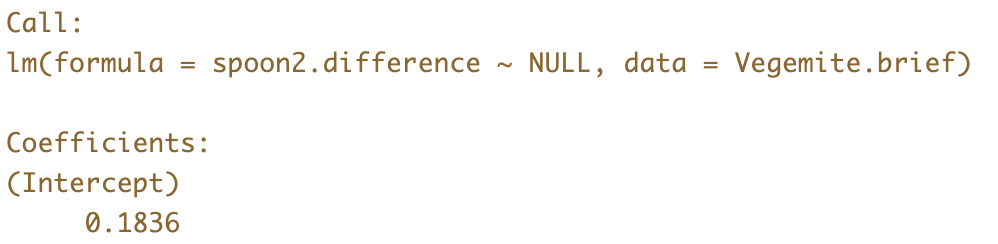 Call:
lm(formula = spoon2.difference ~ NULL, data = Vegemite.brief)
Coefficients:
(Intercept)
0.1836